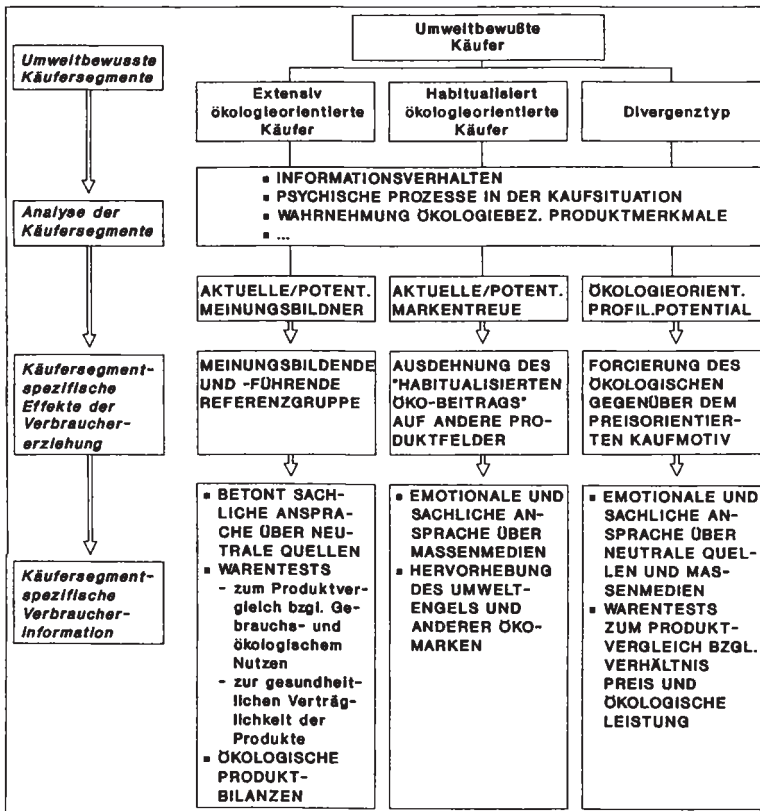 Umweltbewusste
Käufersegmente
Umweltbewußte
Käufer
Extensiv
ökologieorientierte
Käufer
Habitualisiert
ökologieorientierte
Käufer
Divergenztyp
Analyse der
Käufersegmente
▪ INFORMATIONSVERHALTEN
▪ PSYCHISCHE PROZESSE IN DER KAUFSITUATION
▪ WAHRNEHMUNG ÖKOLOGIEBEZ. PRODUKTMERKMALE
▪ ...
AKTUELLE/POTENT.
MEINUNGSBILDNER
AKTUELLE/POTENT.
MARKENTREUE
ÖKOLOGIEORIENT.
PROFIL.POTENTIAL
Käufersegment-
spezifische
Effekte der
Verbraucher-
erziehung
MEINUNGSBILDENDE
UND -FÜHRENDE
REFERENZGRUPPE
AUSDEHNUNG DES
"HABITUALISIERTEN
ÖKO-BEITRAGS"
AUF ANDERE PRO-
DUKTFELDER
FORCIERUNG DES
ÖKOLOGISCHEN
GEGENÜBER DEM
PREISORIENTIER-
TEN KAUFMOTIV
Käufersegment-
spezifische
Verbraucher-
information
▪ BETONT SACH-
LICHE ANSPRA-
CHE ÜBER NEU-
TRALE QUELLEN
▪ WARENTESTS
- zum Produktver-
gleich bzgl. Ge-
brauchs- und
ökologischem
Nutzen
- zur gesundheit-
lichen Verträg-
lichkeit der
Produkte
▪ ÖKOLOGISCHE
PRODUKT-
BILANZEN
▪ EMOTIONALE UND
SACHLICHE AN-
SPRACHE ÜBER
MASSENMEDIEN
▪ HERVORHEBUNG
DES UMWELT-
ENGELS UND
ANDERER ÖKO-
MARKEN
▪ EMOTIONALE UND
SACHLICHE AN-
SPRACHE ÜBER
NEUTRALE QUEL-
LEN UND MAS-
SENMEDIEN
▪ WARENTESTS
ZUM PRODUKT-
VERGLEICH BZGL.
VERHÄLTNIS
PREIS UND
ÖKOLOGISCHE
LEISTUNG